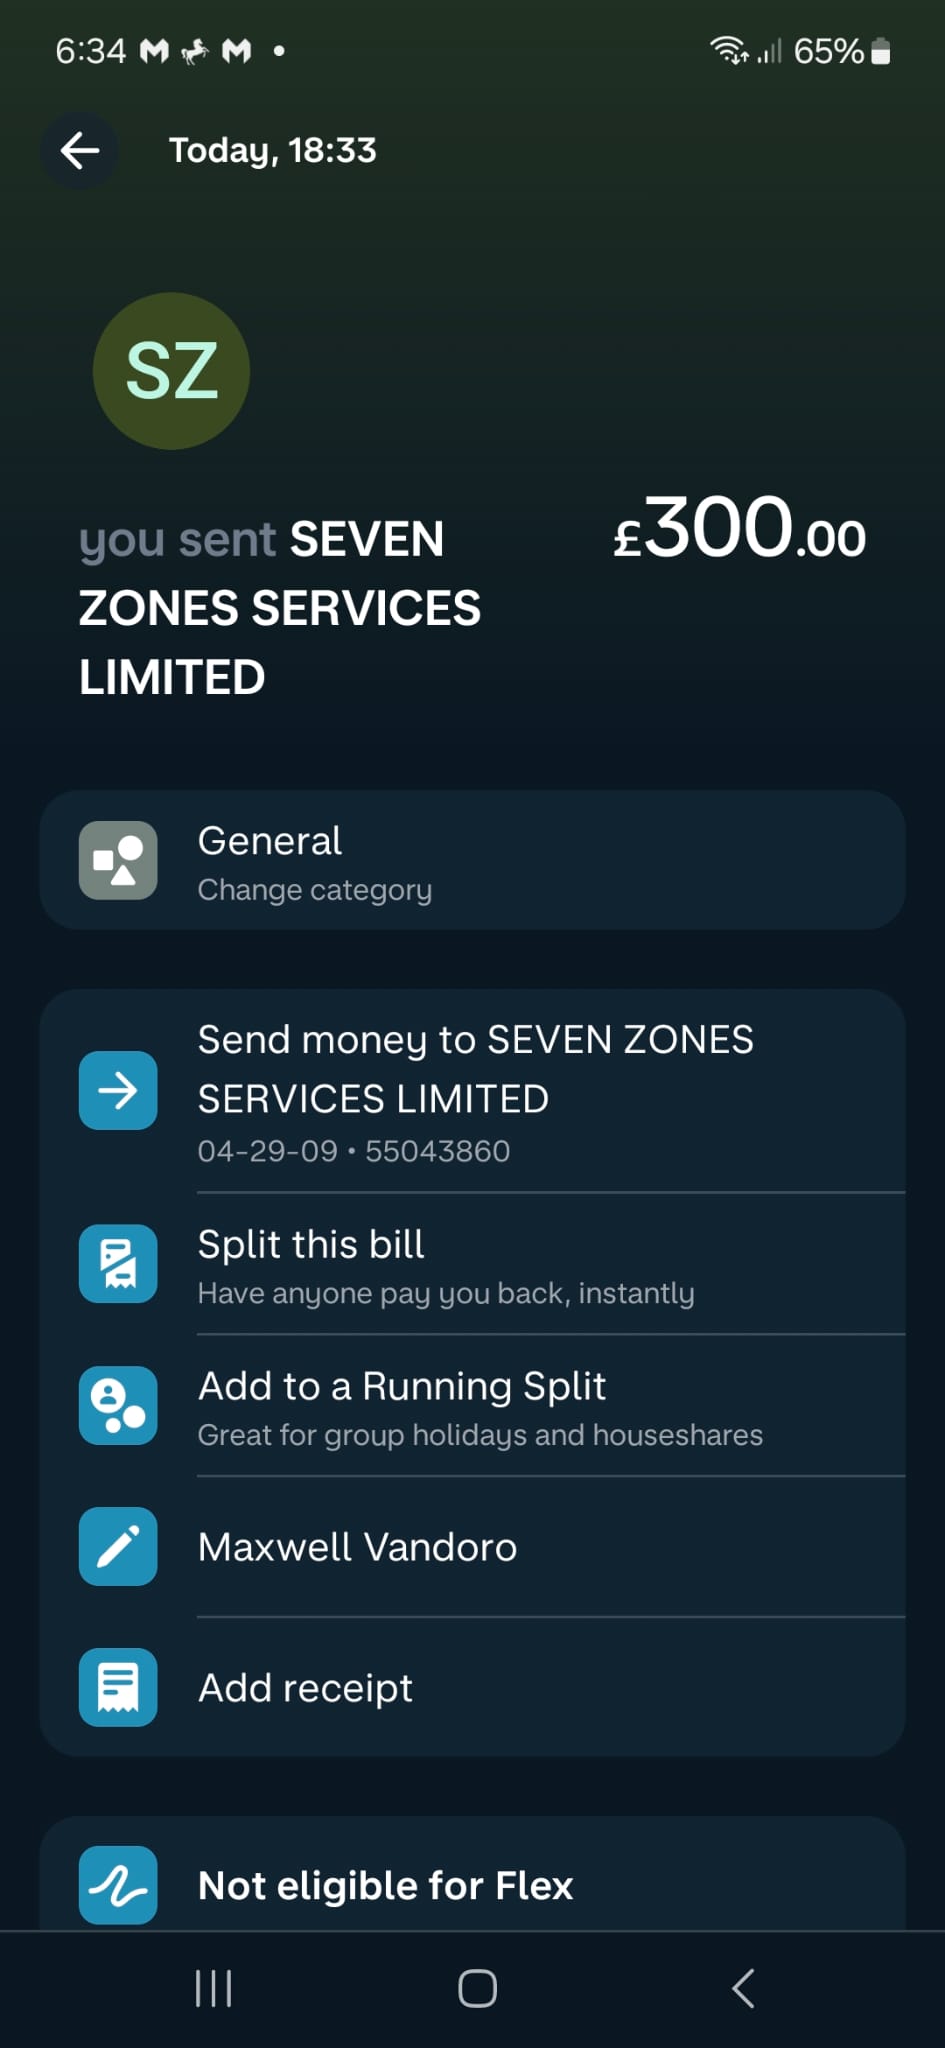 6:34 65%
Today, 18:33
SZ
you sent SEVEN £300.00
ZONES SERVICES
LIMITED
General
Change category
Send money to SEVEN ZONES
SERVICES LIMITED
04-29-09 • 55043860
Split this bill
Have anyone pay you back, instantly
Add to a Running Split
Great for group holidays and houseshares
Maxwell Vandoro
Add receipt
Not eligible for Flex